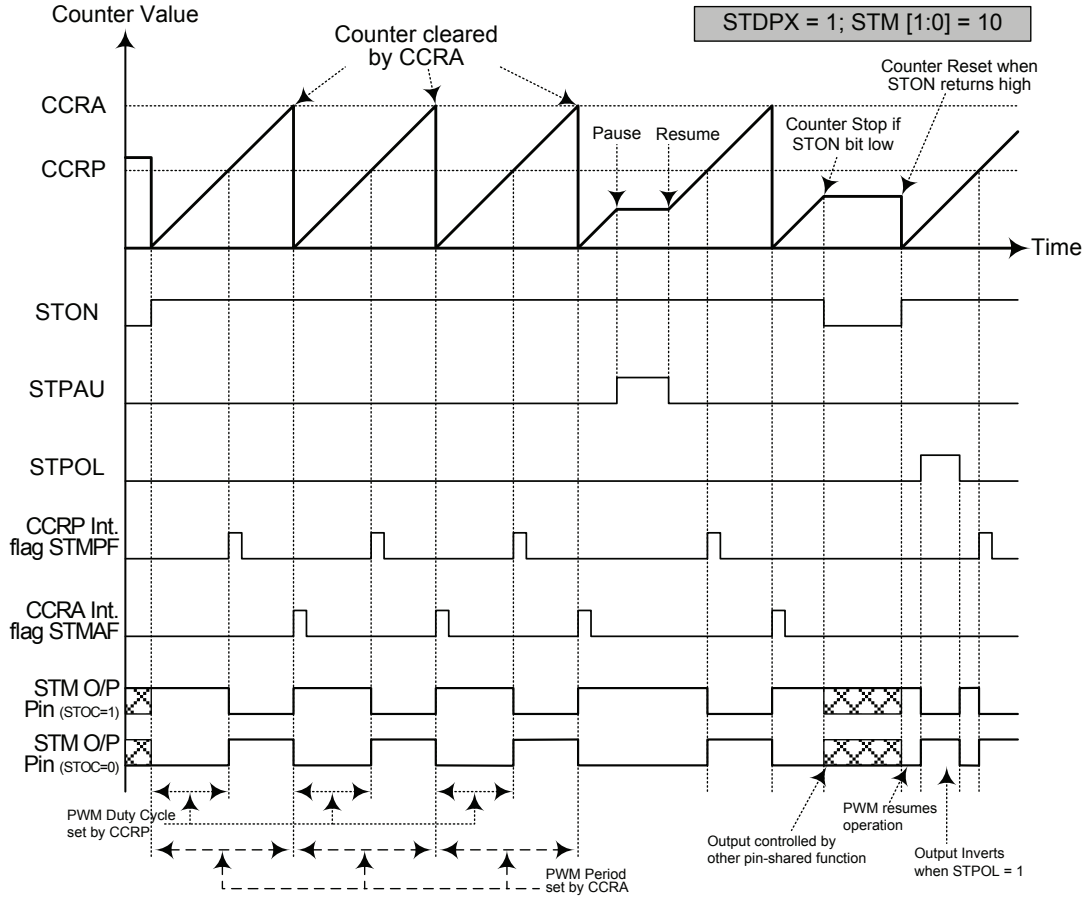 Counter Value
STDPX = 1; STM [1:0] = 10
Counter cleared
by CCRA
Counter Reset when
STON returns high
CCRA
Pause
Resume
Counter Stop if
STON bit low
CCRP
Time
STON
STPAU
STPOL
CCRP Int.
flag STMPF
CCRA Int.
flag STMAF
STM O/P
Pin (STOC=1)
STM O/P
Pin (STOC=0)
PWM Duty Cycle
set by CCRP
PWM resumes
operation
Output controlled by
other pin-shared function
Output Inverts
when STPOL = 1
PWM Period
set by CCRA